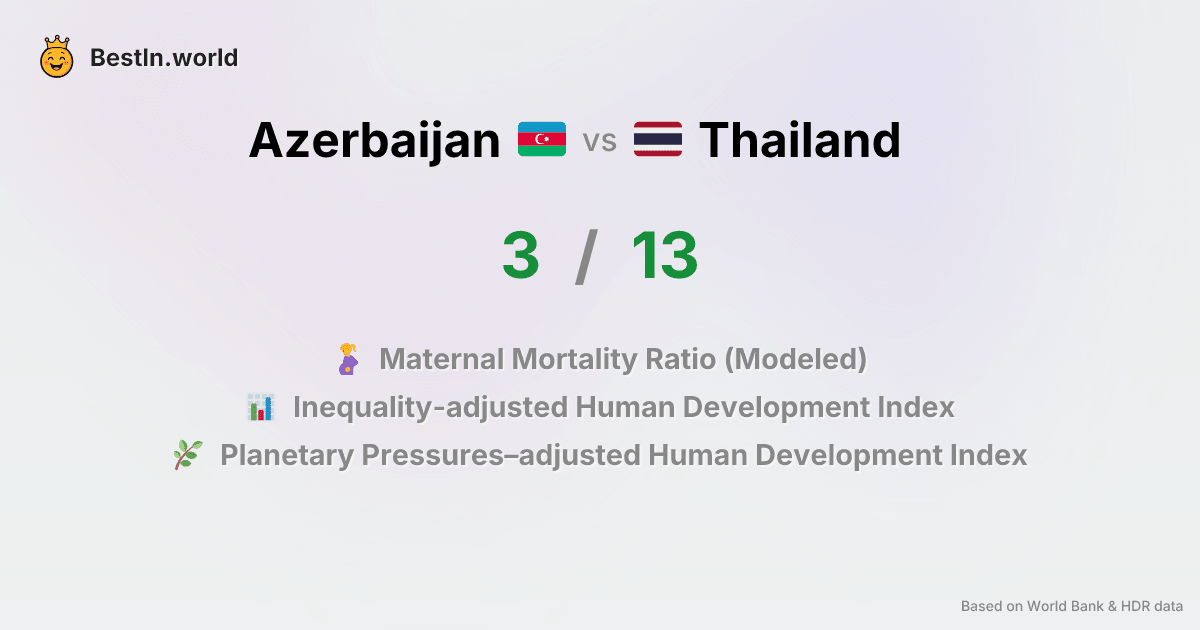 BestIn.world
Azerbaijan vs Thailand
3 / 13
Maternal Mortality Ratio (Modeled)
Inequality-adjusted Human Development Index
Planetary Pressures–adjusted Human Development Index
Based on World Bank & HDR data